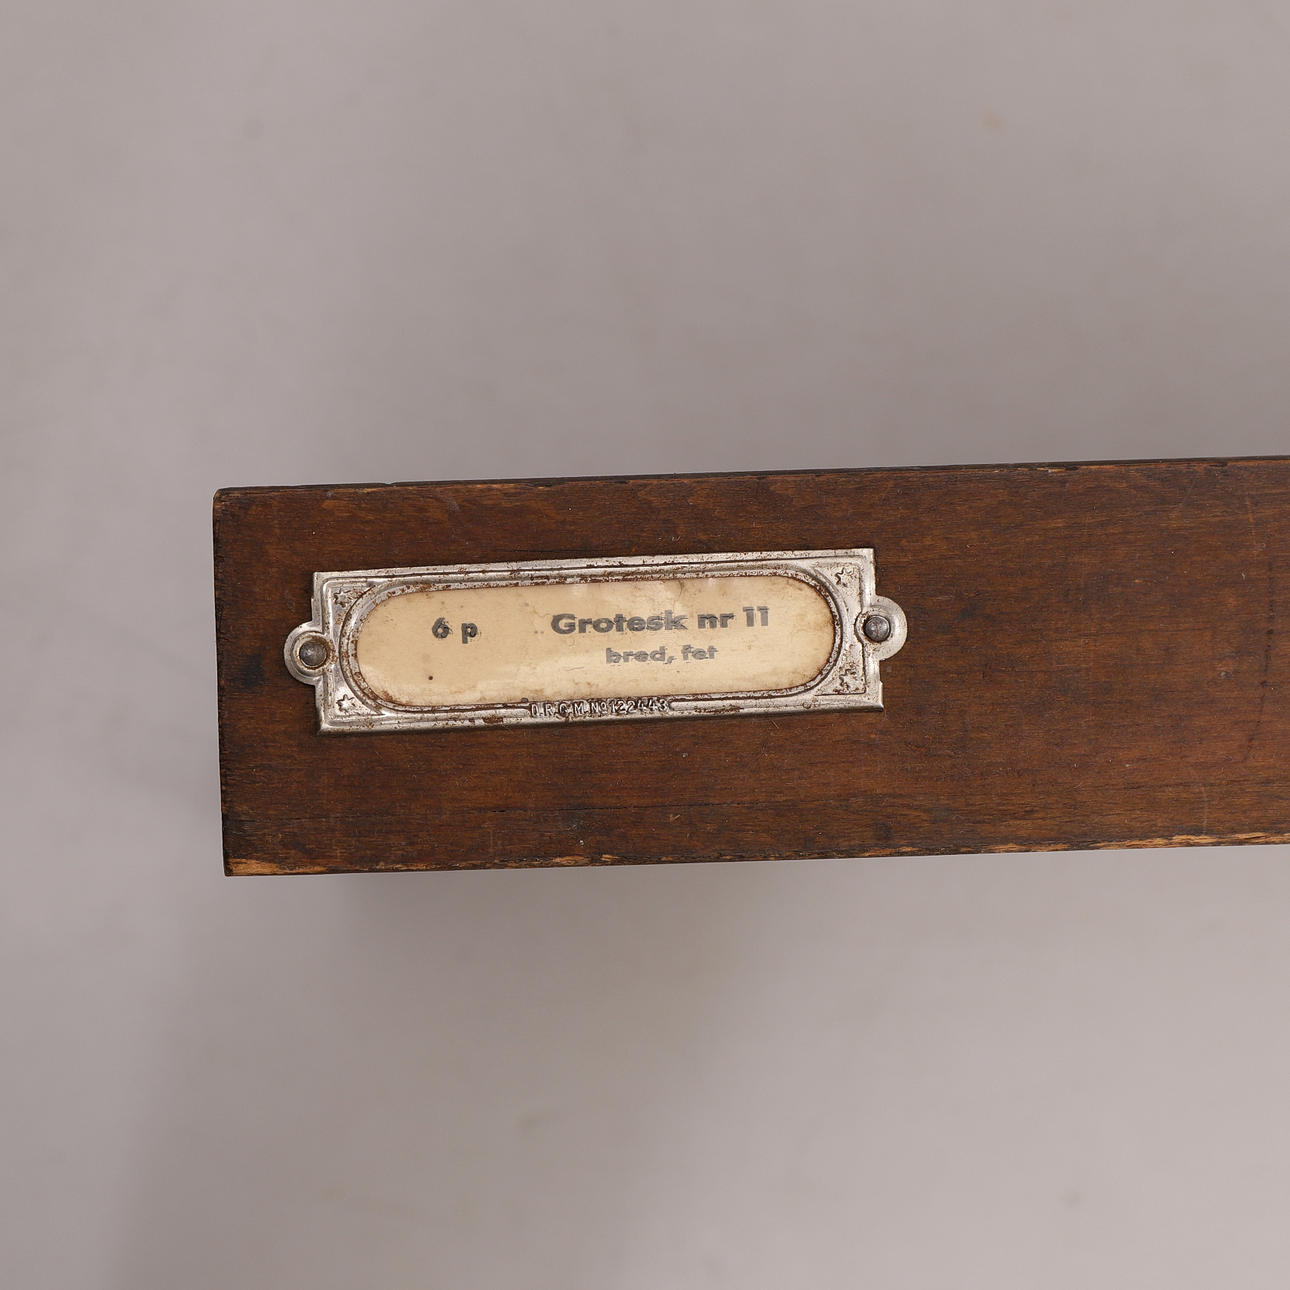 6 p Grotesk nr 11
bred, fet
D.R.G.M.No 122443